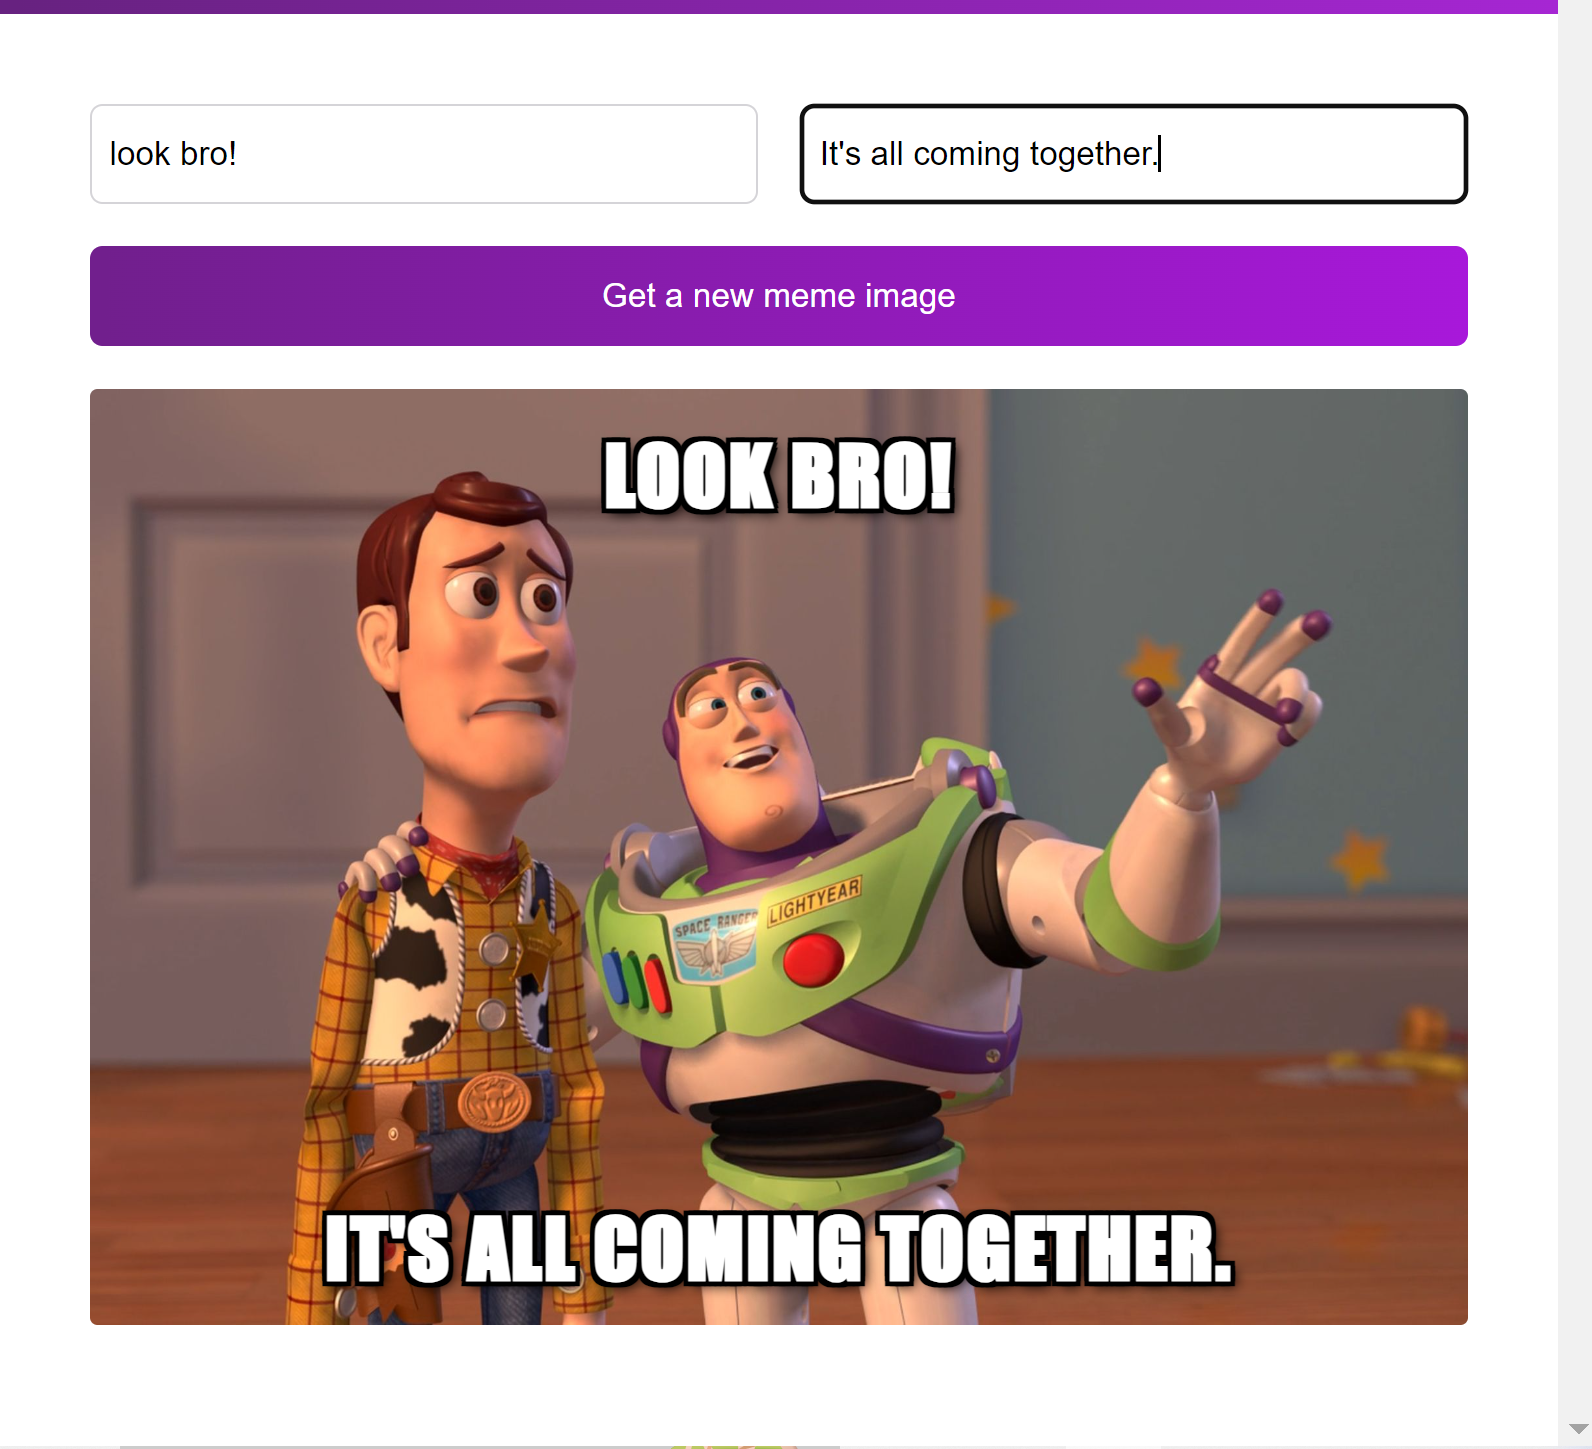 look bro!
It's all coming together.
Get a new meme image
LOOK BRO!
SPACE RANGER
LIGHTYEAR
IT'S ALL COMING TOGETHER.